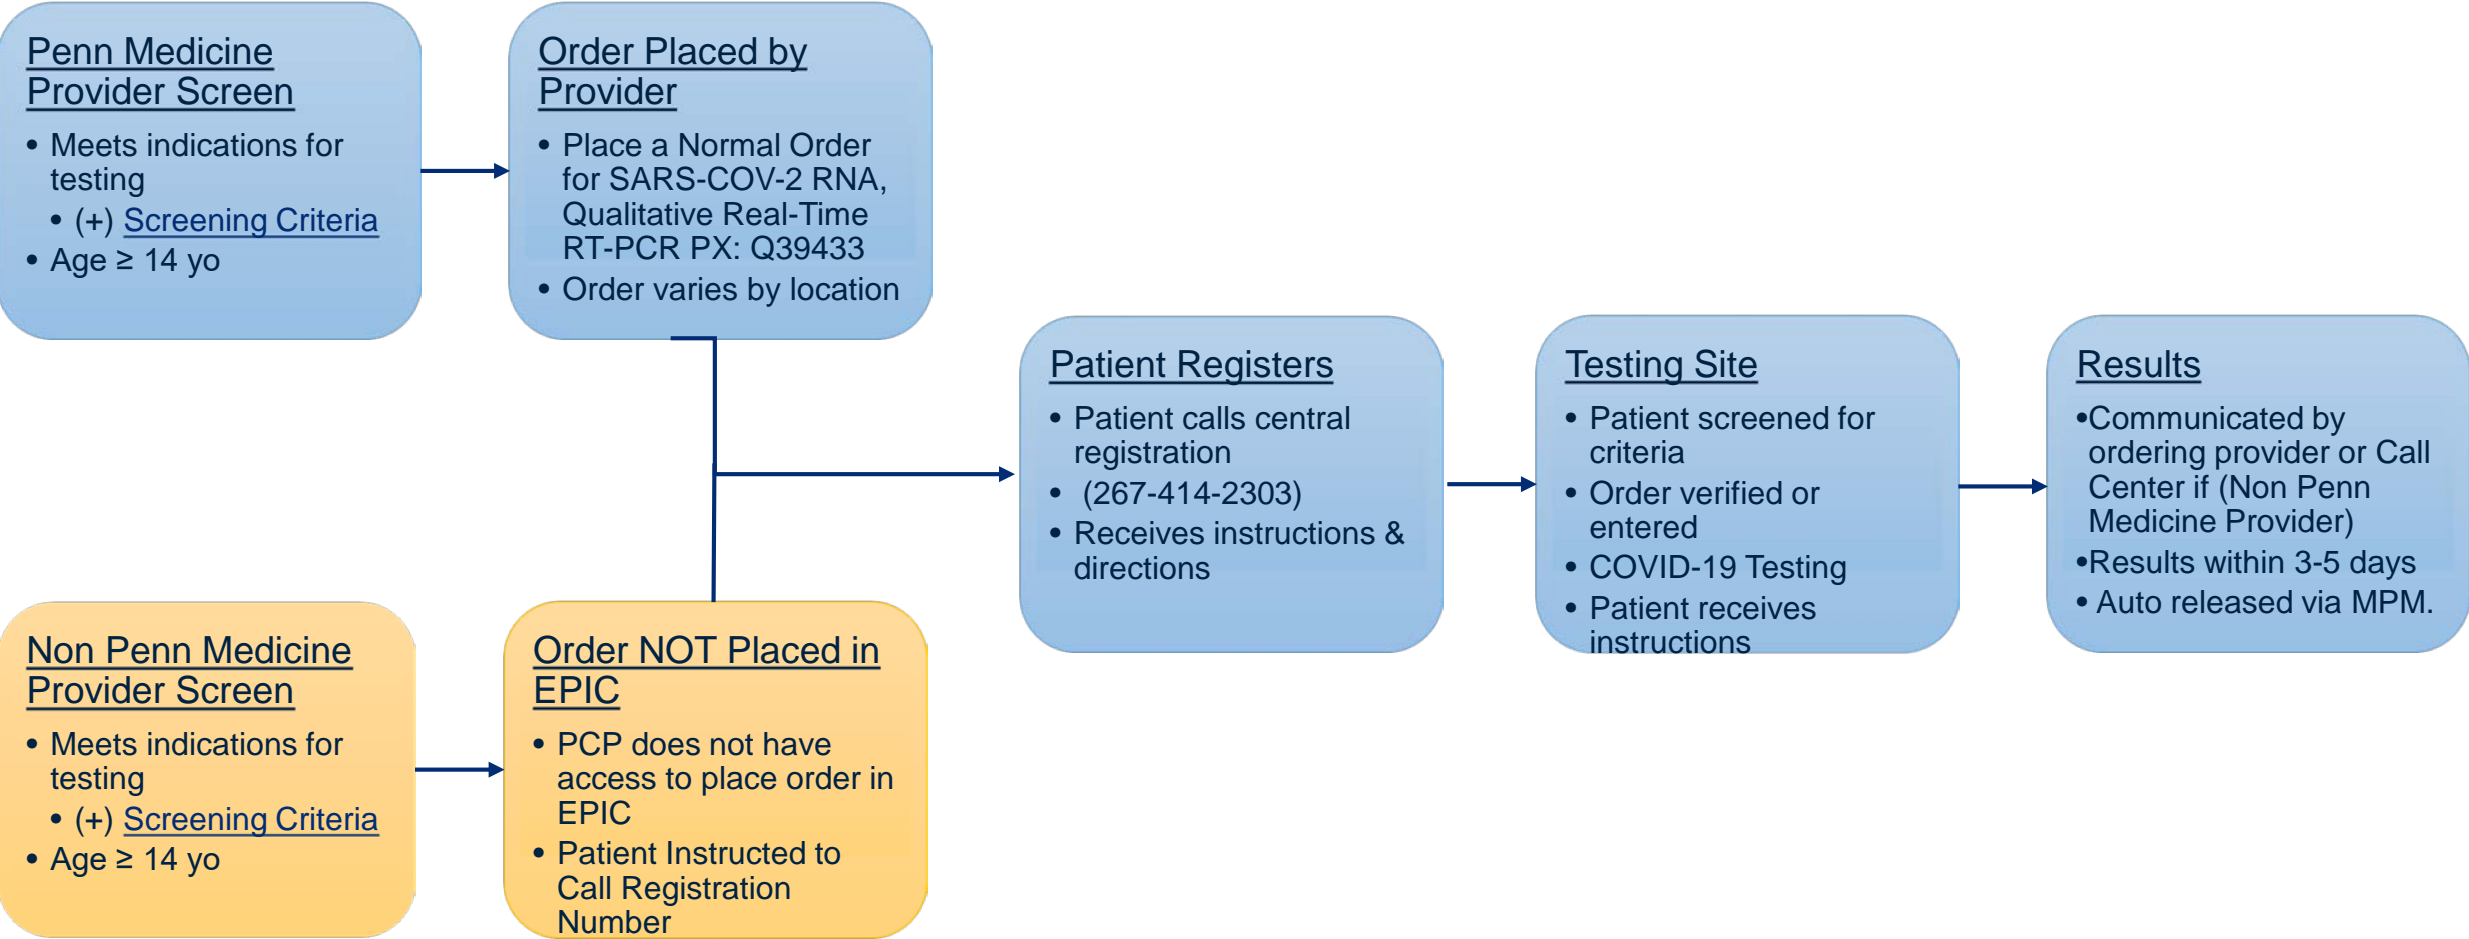 Penn Medicine
Provider Screen
• Meets indications for
testing
• (+) Screening Criteria
• Age ≥ 14 yo
Order Placed by
Provider
• Place a Normal Order
for SARS-COV-2 RNA,
Qualitative Real-Time
RT-PCR PX: Q39433
• Order varies by location
Non Penn Medicine
Provider Screen
• Meets indications for
testing
• (+) Screening Criteria
• Age ≥ 14 yo
Order NOT Placed in
EPIC
• PCP does not have
access to place order in
EPIC
• Patient Instructed to
Call Registration
Number
Patient Registers
• Patient calls central
registration
• (267-414-2303)
• Receives instructions &
directions
Testing Site
• Patient screened for
criteria
• Order verified or
entered
• COVID-19 Testing
• Patient receives
instructions
Results
•Communicated by
ordering provider or Call
Center if (Non Penn
Medicine Provider)
•Results within 3-5 days
• Auto released via MPM.